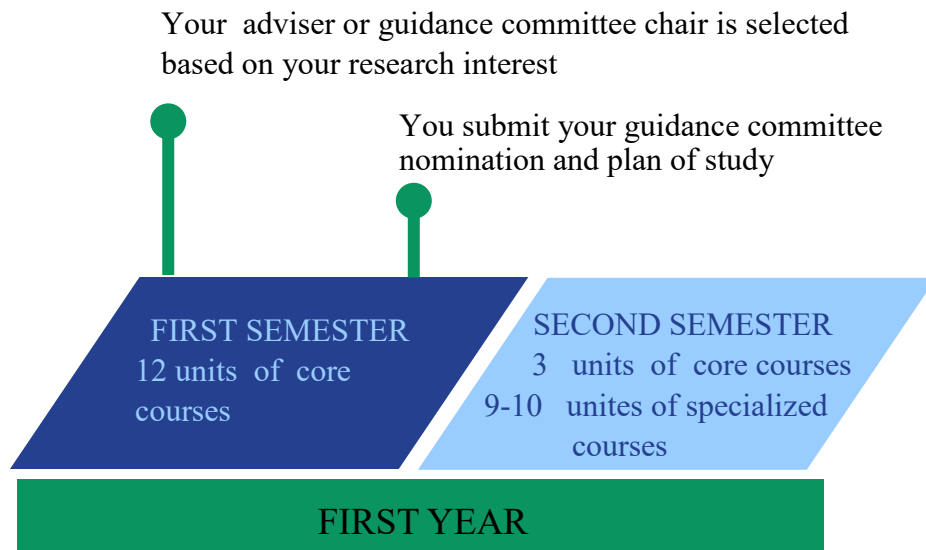 Your adviser or guidance committee chair is selected
based on your research interest
You submit your guidance committee
nomination and plan of study
FIRST SEMESTER
12 units of core
courses
SECOND SEMESTER
3 units of core courses
9-10 unites of specialized
courses
FIRST YEAR